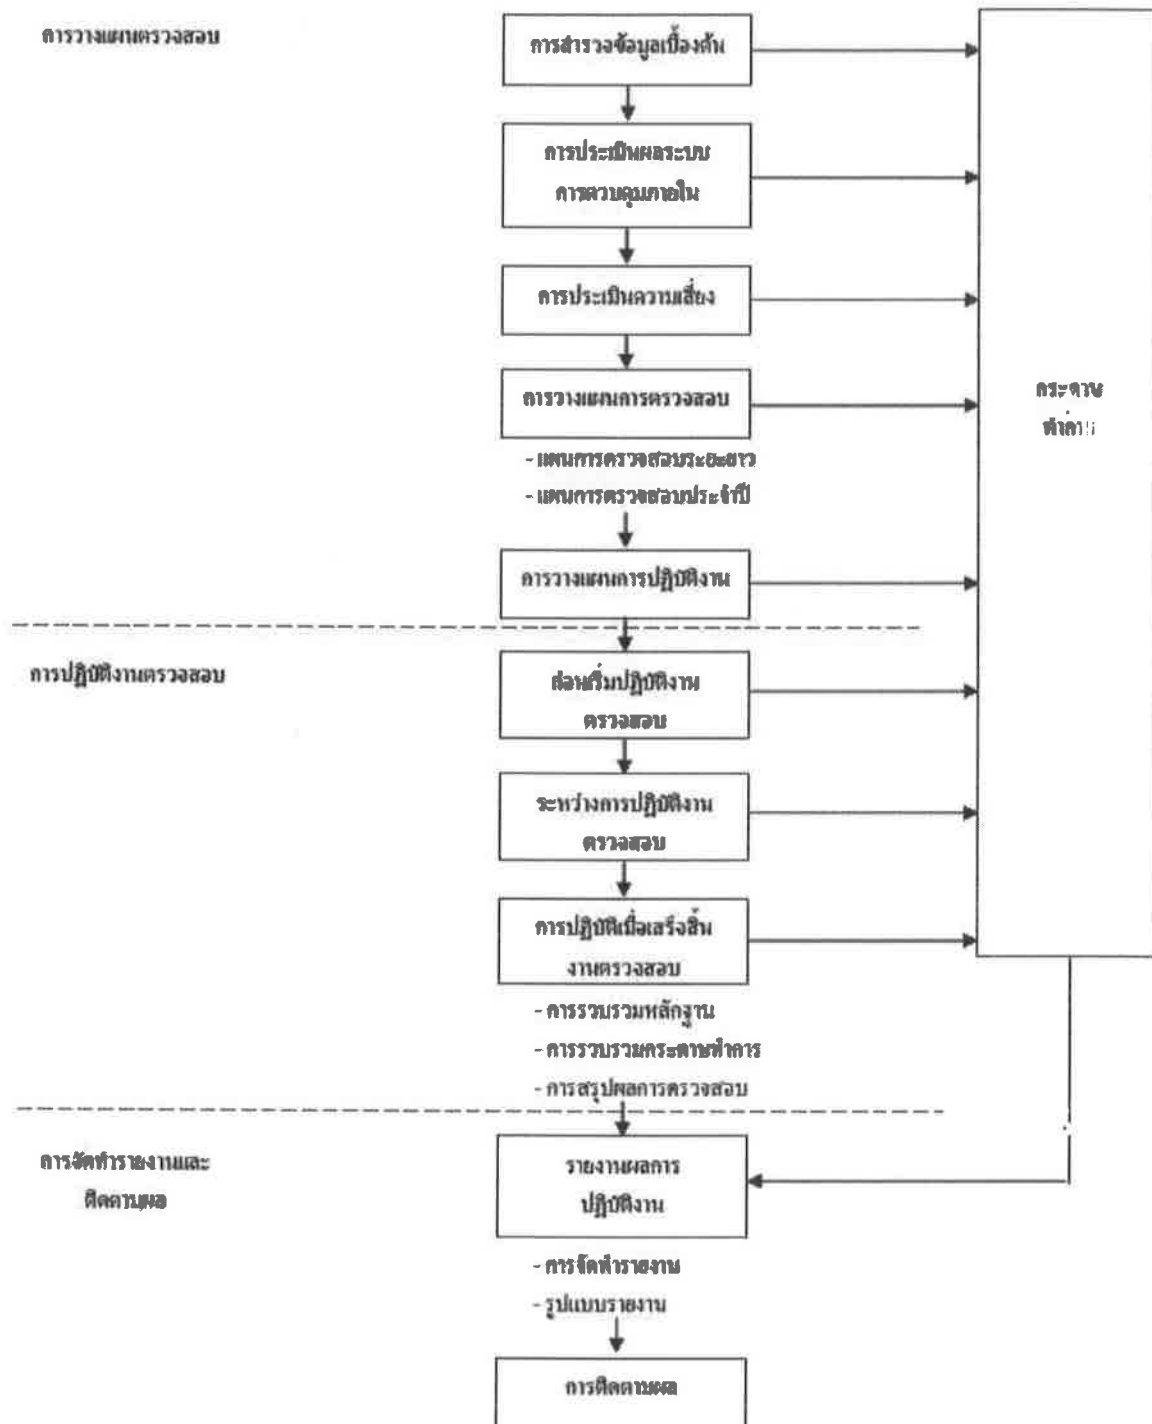 การวางแผนตรวจสอบ
การสำรวจข้อมูลเบื้องต้น
การประเมินผลระบบ
การควบคุมภายใน
การประเมินความเสี่ยง
การวางแผนการตรวจสอบ
- แผนการตรวจสอบระยะยาว
- แผนการตรวจสอบประจำปี
การวางแผนการปฏิบัติงาน
กระดาษ
ทำการ
การปฏิบัติงานตรวจสอบ
ก่อนเริ่มปฏิบัติงาน
ตรวจสอบ
ระหว่างการปฏิบัติงาน
ตรวจสอบ
การปฏิบัติเมื่อเสร็จสิ้น
งานตรวจสอบ
- การรวบรวมหลักฐาน
- การรวบรวมกระดาษทำการ
- การสรุปผลการตรวจสอบ
การจัดทำรายงานและ
ติดตามผล
รายงานผลการ
ปฏิบัติงาน
- การจัดทำรายงาน
- รูปแบบรายงาน
การติดตามผล